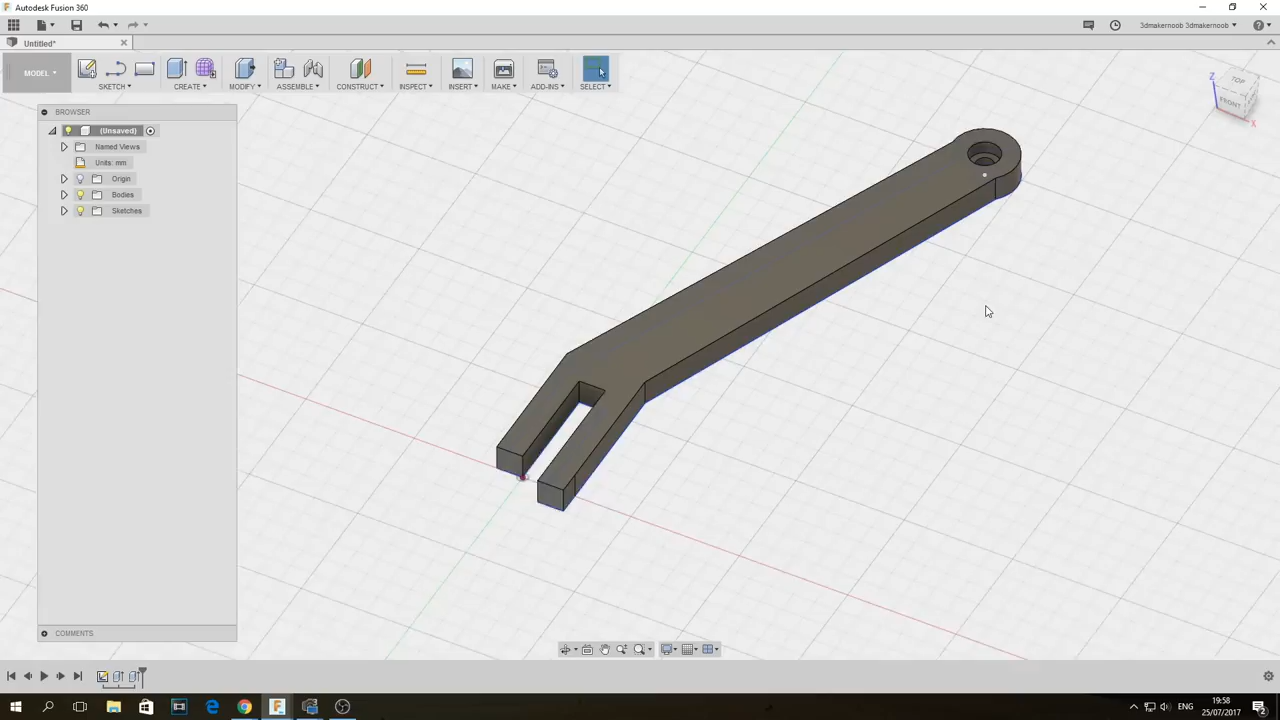 Autodesk Fusion 360
3dmakernoob 3dmakernoob
Untitled*
MODEL
SKETCH
CREATE
MODIFY
ASSEMBLE
CONSTRUCT
INSPECT
INSERT
MAKE
ADD-INS
SELECT
Z
TOP
FRONT
X
BROWSER
(Unsaved)
Named Views
Units: mm
Origin
Bodies
Sketches
COMMENTS
ENG
19:58
25/07/2017
2